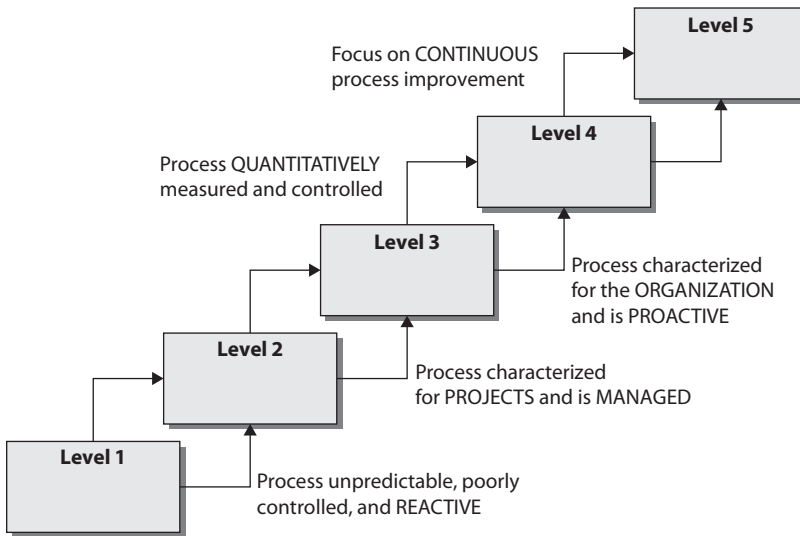 Level 5
Focus on CONTINUOUS
process improvement
Level 4
Process QUANTITATIVELY
measured and controlled
Level 3
Process characterized
for the ORGANIZATION
and is PROACTIVE
Level 2
Process characterized
for PROJECTS and is MANAGED
Level 1
Process unpredictable, poorly
controlled, and REACTIVE